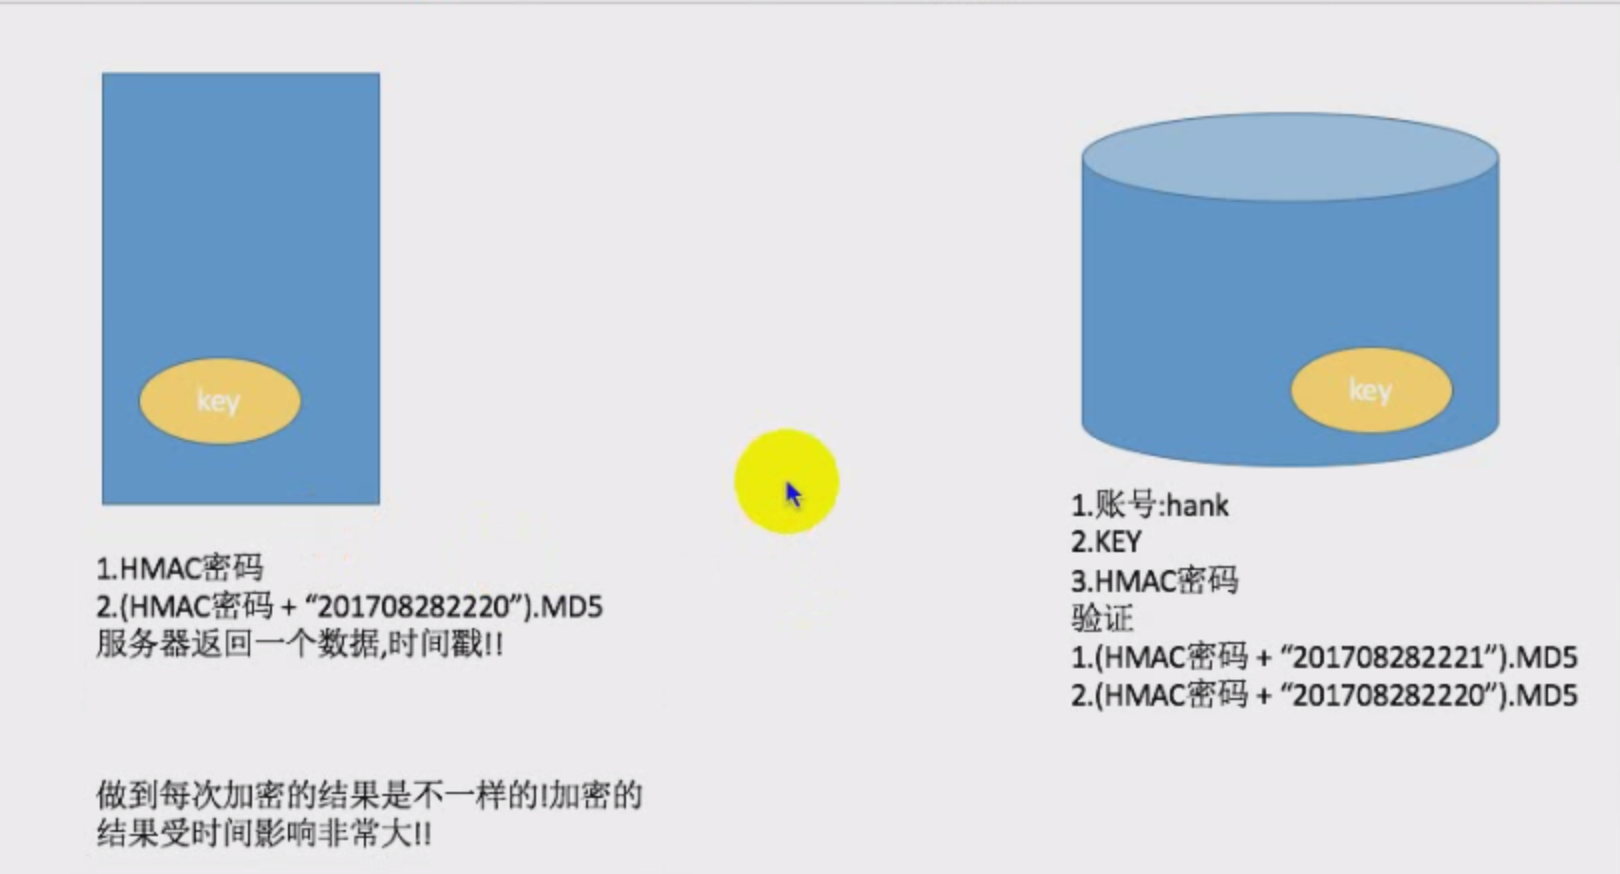 key
key
1.HMAC密码
2.(HMAC密码 + “201708282220”).MD5
服务器返回一个数据,时间戳!!
做到每次加密的结果是不一样的!加密的
结果受时间影响非常大!!
1.账号:hank
2.KEY
3.HMAC密码
验证
1.(HMAC密码 + “201708282221”).MD5
2.(HMAC密码 + “201708282220”).MD5